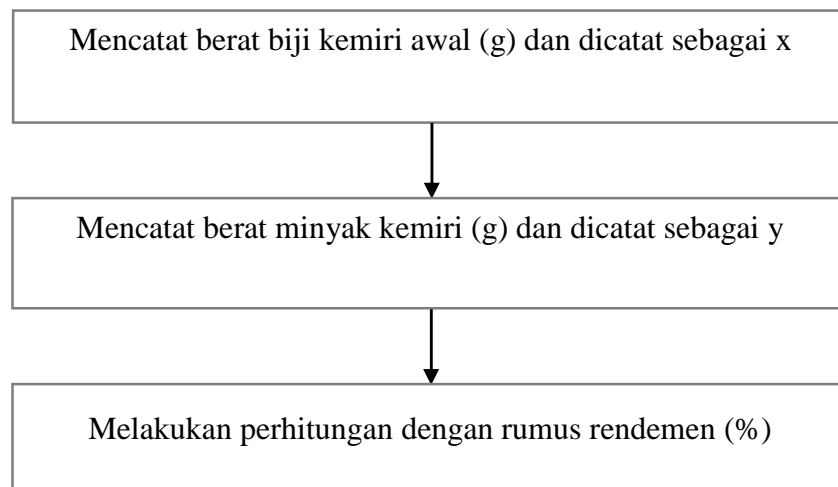 Mencatat berat biji kemiri awal (g) dan dicatat sebagai x
Mencatat berat minyak kemiri (g) dan dicatat sebagai y
Melakukan perhitungan dengan rumus rendemen (%)